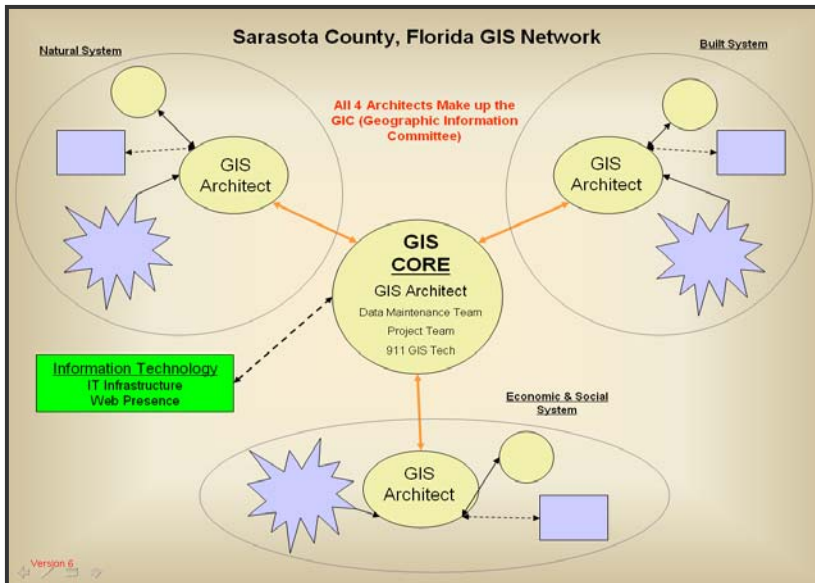 Sarasota County, Florida GIS Network
Natural System
Built System
All 4 Architects Make up the
GIC (Geographic Information
Committee)
GIS
Architect
GIS
Architect
GIS
CORE
GIS Architect
Data Maintenance Team
Project Team
911 GIS Tech
Information Technology
IT Infrastructure
Web Presence
Economic & Social
System
GIS
Architect
Version 6